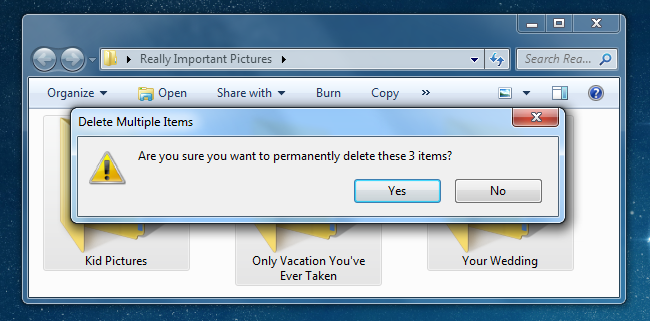 Really Important Pictures
Search Rea...
Organize
Open
Share with
Burn
Copy
»
?
Delete Multiple Items
Are you sure you want to permanently delete these 3 items?
Yes
No
Kid Pictures
Only Vacation You've
Ever Taken
Your Wedding